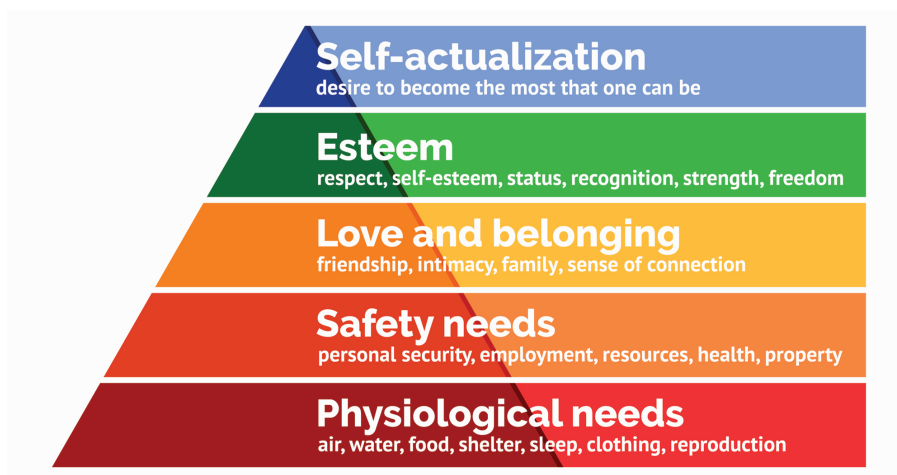 Self-actualization
desire to become the most that one can be
Esteem
respect, self-esteem, status, recognition, strength, freedom
Love and belonging
friendship, intimacy, family, sense of connection
Safety needs
personal security, employment, resources, health, property
Physiological needs
air, water, food, shelter, sleep, clothing, reproduction